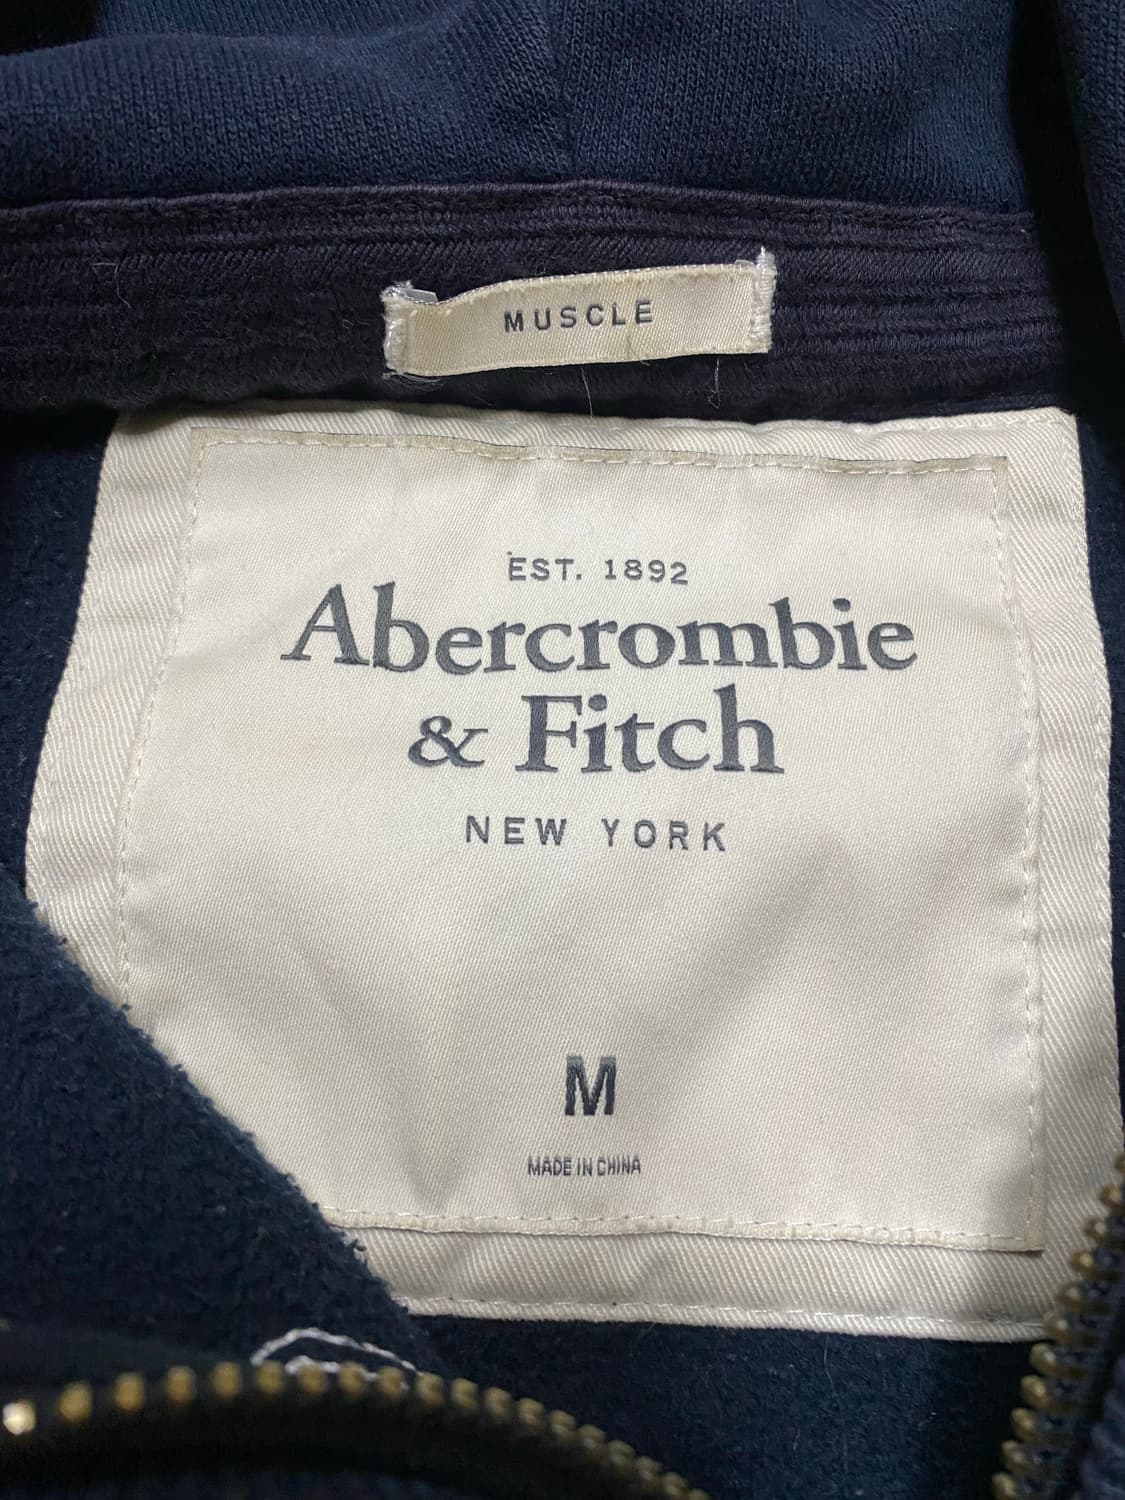 MUSCLE
EST. 1892
Abercrombie
& Fitch
NEW YORK
M
MADE IN CHINA